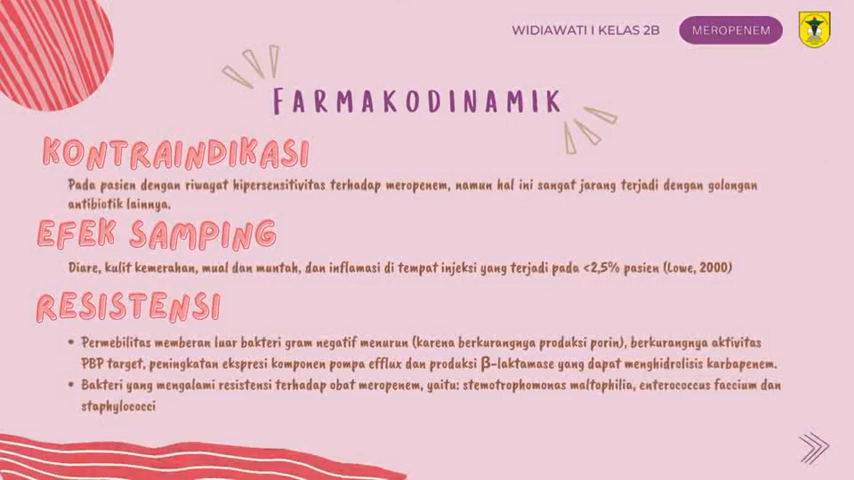 WIDIAWATI I KELAS 2B
MEROPENEM
FARMAKODINAMIK
KONTRAINDIKASI
Pada pasien dengan riwayat hipersensitivitas terhadap meropenem, namun hal ini sangat jarang terjadi dengan golongan
antibiotik lainnya.
EFEK SAMPING
Diare, kulit kemerahan, mual dan muntah, dan inflamasi di tempat injeksi yang terjadi pada <2,5% pasien (Lowe, 2000)
RESISTENSI
• Permebilitas memberan luar bakteri gram negatif menurun (karena berkurangnya produksi porin), berkurangnya aktivitas
PBP target, peningkatan ekspresi komponen pompa efflux dan produksi β-laktamase yang dapat menghidrolisis karbapenem.
• Bakteri yang mengalami resistensi terhadap obat meropenem, yaitu: stemotrophomonas maltophilia, enterococcus faccium dan
staphylococci